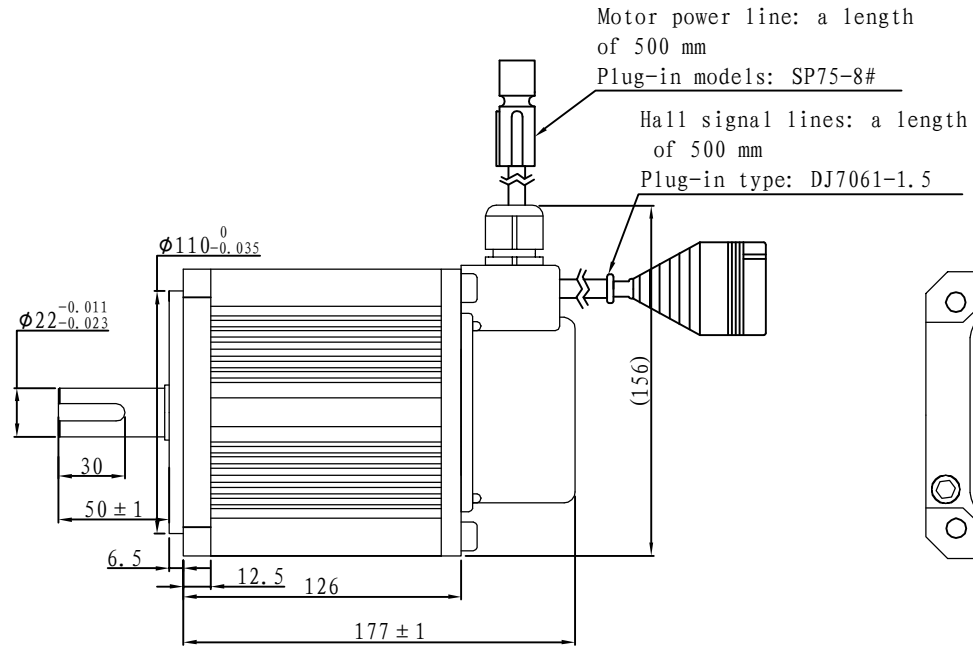 Motor power line: a length
of 500 mm
Plug-in models: SP75-8#
Hall signal lines: a length
of 500 mm
Plug-in type: DJ7061-1.5
ϕ110 0 -0.035
ϕ22 -0.011 -0.023
(156)
30
50±1
6.5
12.5
126
177±1